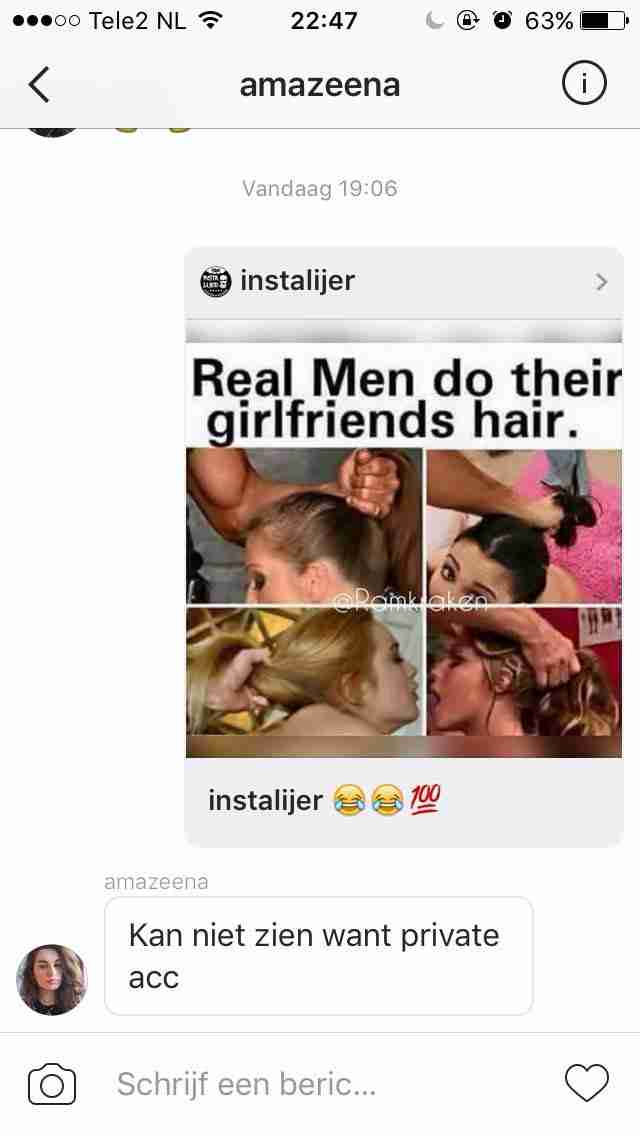 Tele2 NL 22:47 63%
amazeena
Vandaag 19:06
instalijer
Real Men do their
girlfriends hair.
@Romkraken
instalijer 😂😂💯
amazeena
Kan niet zien want private
acc
Schrijf een beric...